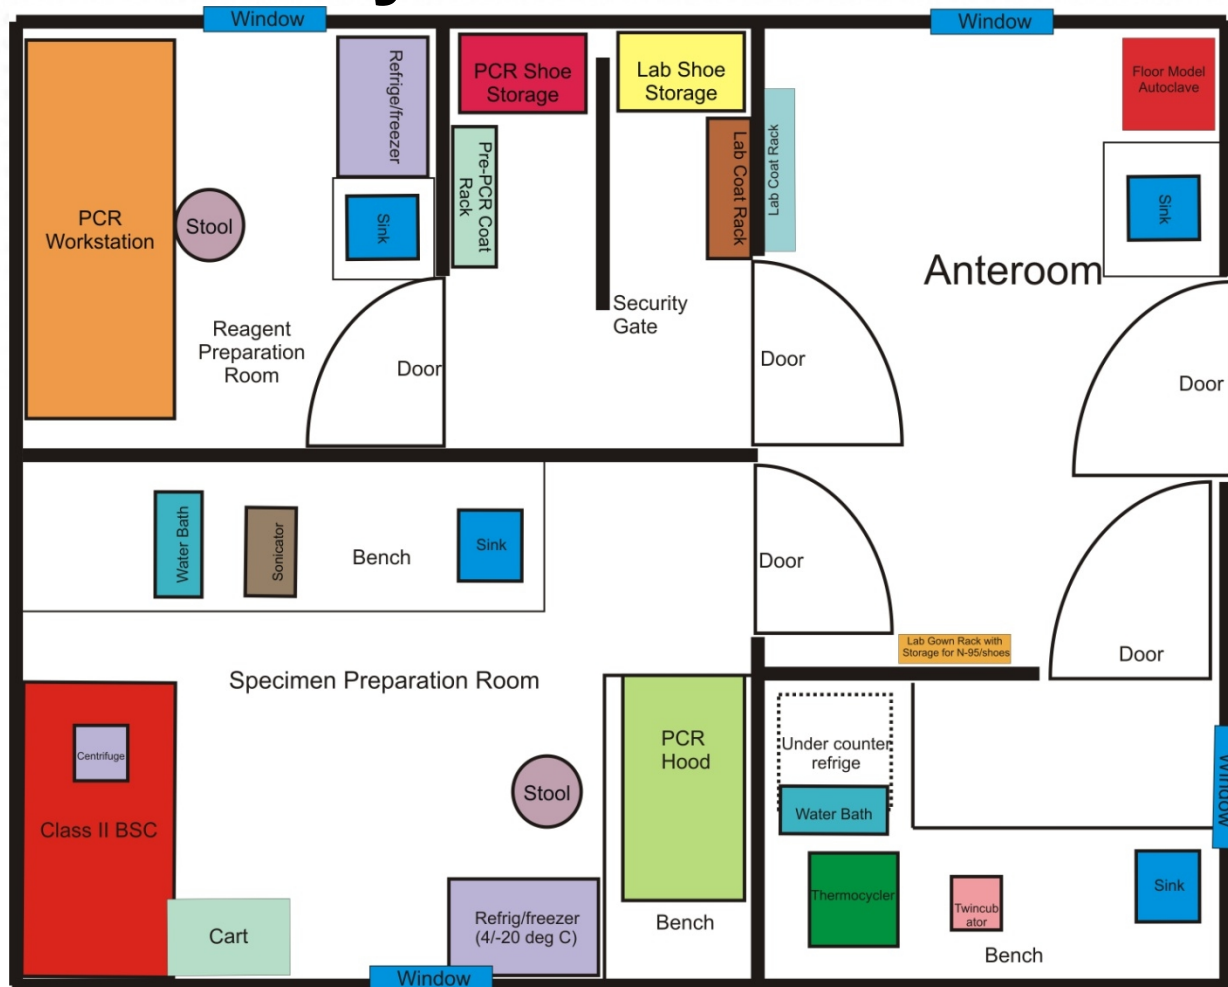 Window
Window
PCR
Workstation
Stool
Refrige/freezer
Sink
Reagent
Preparation
Room
Door
PCR Shoe
Storage
Pre-PCR Coat
Rack
Lab Shoe
Storage
Lab Coat Rack
Security
Gate
Lab Coat Rack
Floor Model
Autoclave
Sink
Anteroom
Door
Door
Water Bath
Sonicator
Bench
Sink
Door
Lab Gown Rack with
Storage for N-95/shoes
Door
Specimen Preparation Room
Centrifuge
Class II BSC
Cart
Stool
Refrig/freezer
(4/-20 deg C)
PCR
Hood
Bench
Window
Under counter
refrige
Water Bath
Thermocycler
Twincub
ator
Sink
Bench
Window